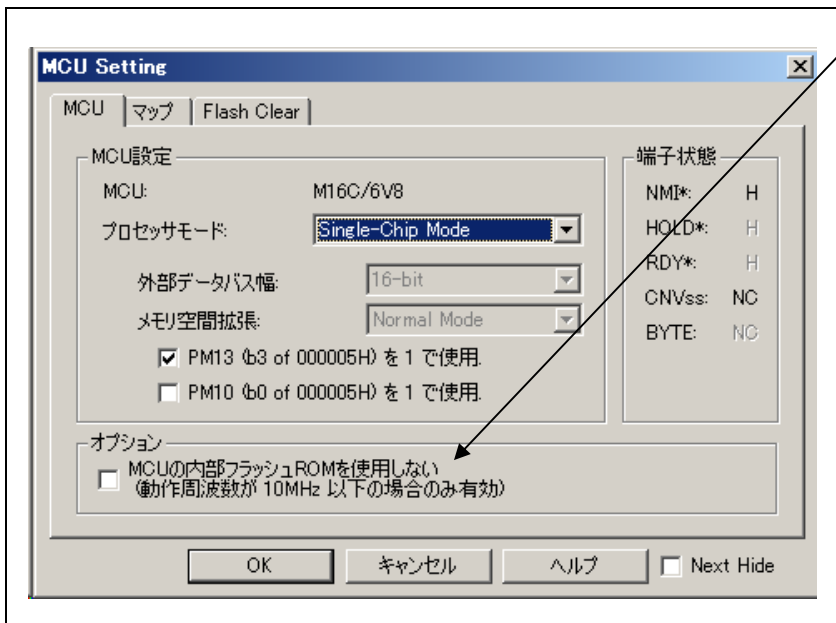 MCU Setting
MCU
マップ
Flash Clear
MCU設定
MCU:
M16C/6V8
プロセッサモード:
Single-Chip Mode
外部データバス幅:
16-bit
メモリ空間拡張:
Normal Mode
PM13 (b3 of 000005H) を 1 で使用.
PM10 (b0 of 000005H) を 1 で使用.
端子状態
NMI*: H
HOLD*: H
RDY*: H
CNVss: NC
BYTE: NC
オプション
MCUの内部フラッシュROMを使用しない
(動作周波数が 10MHz 以下の場合のみ有効)
OK
キャンセル
ヘルプ
Next Hide